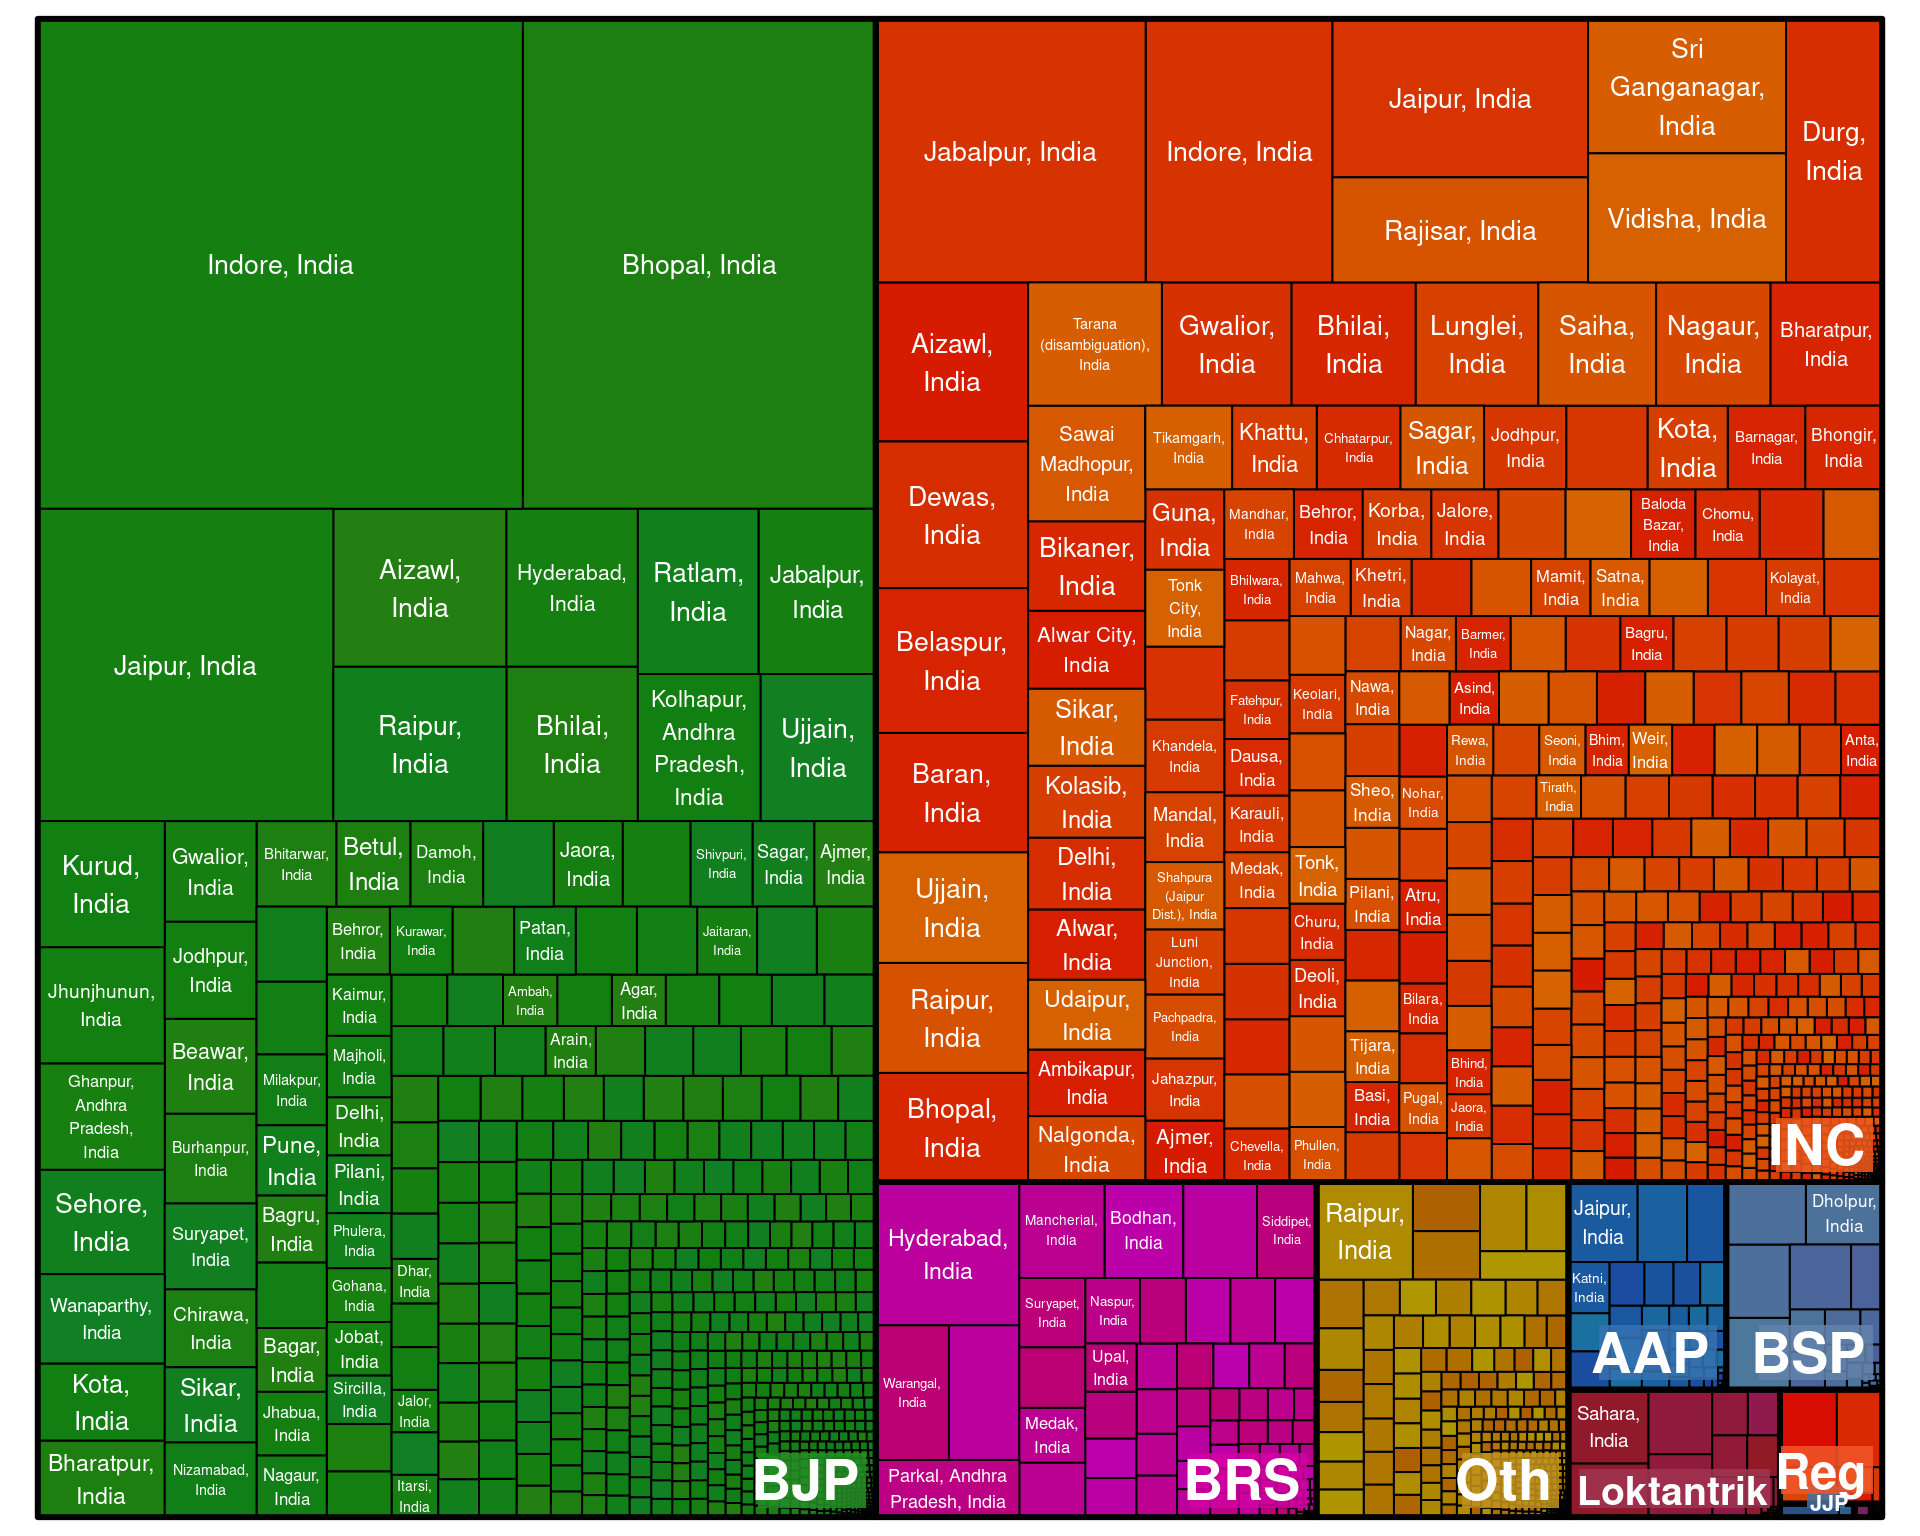 Indore, India
Bhopal, India
Jaipur, India
Aizawl,
India
Hyderabad,
India
Ratlam,
India
Jabalpur,
India
Raipur,
India
Bhilai,
India
Kolhapur,
Andhra
Pradesh,
India
Ujjain,
India
Kurud,
India
Jhunjhunun,
India
Ghanpur,
Andhra
Pradesh,
India
Sehore,
India
Wanaparthy,
India
Kota,
India
Bharatpur,
India
Gwalior,
India
Jodhpur,
India
Beawar,
India
Burhanpur,
India
Suryapet,
India
Chirawa,
India
Sikar,
India
Nizamabad,
India
Bhitarwar,
India
Betul,
India
Damoh,
India
Jaora,
India
Shivpuri,
India
Sagar,
India
Ajmer,
India
Milakpur,
India
Pune,
India
Bagru,
India
Bagar,
India
Jhabua,
India
Nagaur,
India
Behror,
India
Kurawar,
India
Patan,
India
Jaitaran,
India
Kaimur,
India
Majholi,
India
Delhi,
India
Pilani,
India
Phulera,
India
Gohana,
India
Jobat,
India
Sircilla,
India
Ambah,
India
Agar,
India
Arain,
India
Dhar,
India
Jalor,
India
Itarsi,
India
BJP
Jabalpur, India
Indore, India
Jaipur, India
Rajisar, India
Sri
Ganganagar,
India
Vidisha, India
Durg,
India
Aizawl,
India
Dewas,
India
Belaspur,
India
Baran,
India
Ujjain,
India
Raipur,
India
Bhopal,
India
Tarana
(disambiguation),
India
Gwalior,
India
Bhilai,
India
Lunglei,
India
Saiha,
India
Nagaur,
India
Bharatpur,
India
Sawai
Madhopur,
India
Bikaner,
India
Alwar City,
India
Sikar,
India
Kolasib,
India
Delhi,
India
Alwar,
India
Udaipur,
India
Ambikapur,
India
Nalgonda,
India
Tikamgarh,
India
Khattu,
India
Chhatarpur,
India
Sagar,
India
Jodhpur,
India
Kota,
India
Barnagar,
India
Bhongir,
India
Guna,
India
Tonk
City,
India
Khandela,
India
Mandal,
India
Shahpura
(Jaipur
Dist.), India
Luni
Junction,
India
Pachpadra,
India
Jahazpur,
India
Ajmer,
India
Mandhar,
India
Behror,
India
Korba,
India
Jalore,
India
Baloda
Bazar,
India
Chomu,
India
Bhilwara,
India
Fatehpur,
India
Dausa,
India
Karauli,
India
Medak,
India
Chevella,
India
Mahwa,
India
Khetri,
India
Mamit,
India
Satna,
India
Kolayat,
India
Keolari,
India
Tonk,
India
Churu,
India
Deoli,
India
Phullen,
India
Nagar,
India
Barmer,
India
Bagru,
India
Nawa,
India
Asind,
India
Sheo,
India
Pilani,
India
Tijara,
India
Basi,
India
Nohar,
India
Atru,
India
Bilara,
India
Pugal,
India
Rewa,
India
Seoni,
India
Bhim,
India
Weir,
India
Anta,
India
Tirath,
India
Bhind,
India
Jaora,
India
INC
Hyderabad,
India
Warangal,
India
Parkal, Andhra
Pradesh, India
Mancherial,
India
Bodhan,
India
Siddipet,
India
Suryapet,
India
Naspur,
India
Upal,
India
Medak,
India
BRS
Raipur,
India
Oth
Jaipur,
India
Katni,
India
AAP
Dholpur,
India
BSP
Sahara,
India
Loktantrik
Reg
JJP